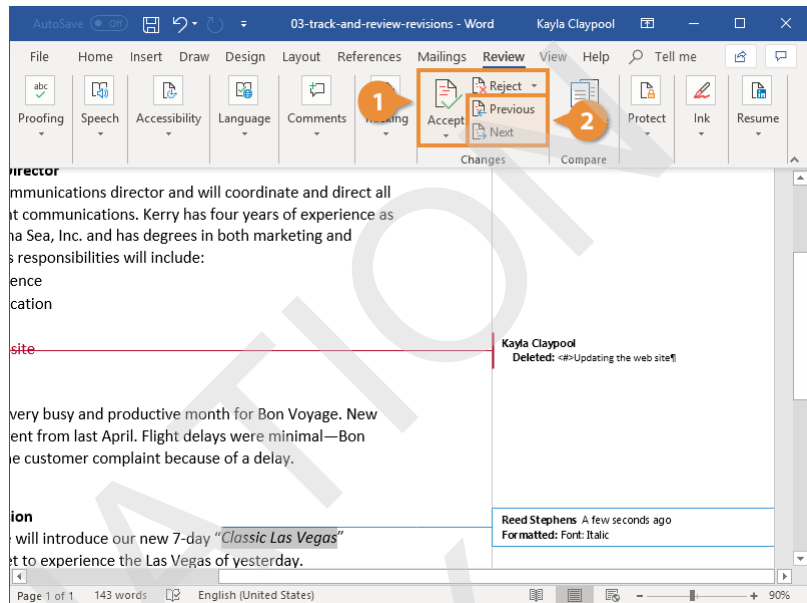 AutoSave Off 03-track-and-review-revisions - Word Kayla Claypool
File Home Insert Draw Design Layout References Mailings Review View Help Tell me
abc
Proofing Speech Accessibility Language Comments Accept Reject Previous Next Protect Ink Resume
1
2
Changes Compare
mmunications director and will coordinate and direct all
communications. Kerry has four years of experience as
Sea, Inc. and has degrees in both marketing and
s responsibilities will include:
ence
cation
site
Kayla Claypool
Deleted: <#>Updating the web site¶
very busy and productive month for Bon Voyage. New
ent from last April. Flight delays were minimal—Bon
e customer complaint because of a delay.
ion
will introduce our new 7-day “Classic Las Vegas”
et to experience the Las Vegas of yesterday.
Reed Stephens A few seconds ago
Formatted: Font: Italic
Page 1 of 1 143 words English (United States) 90%